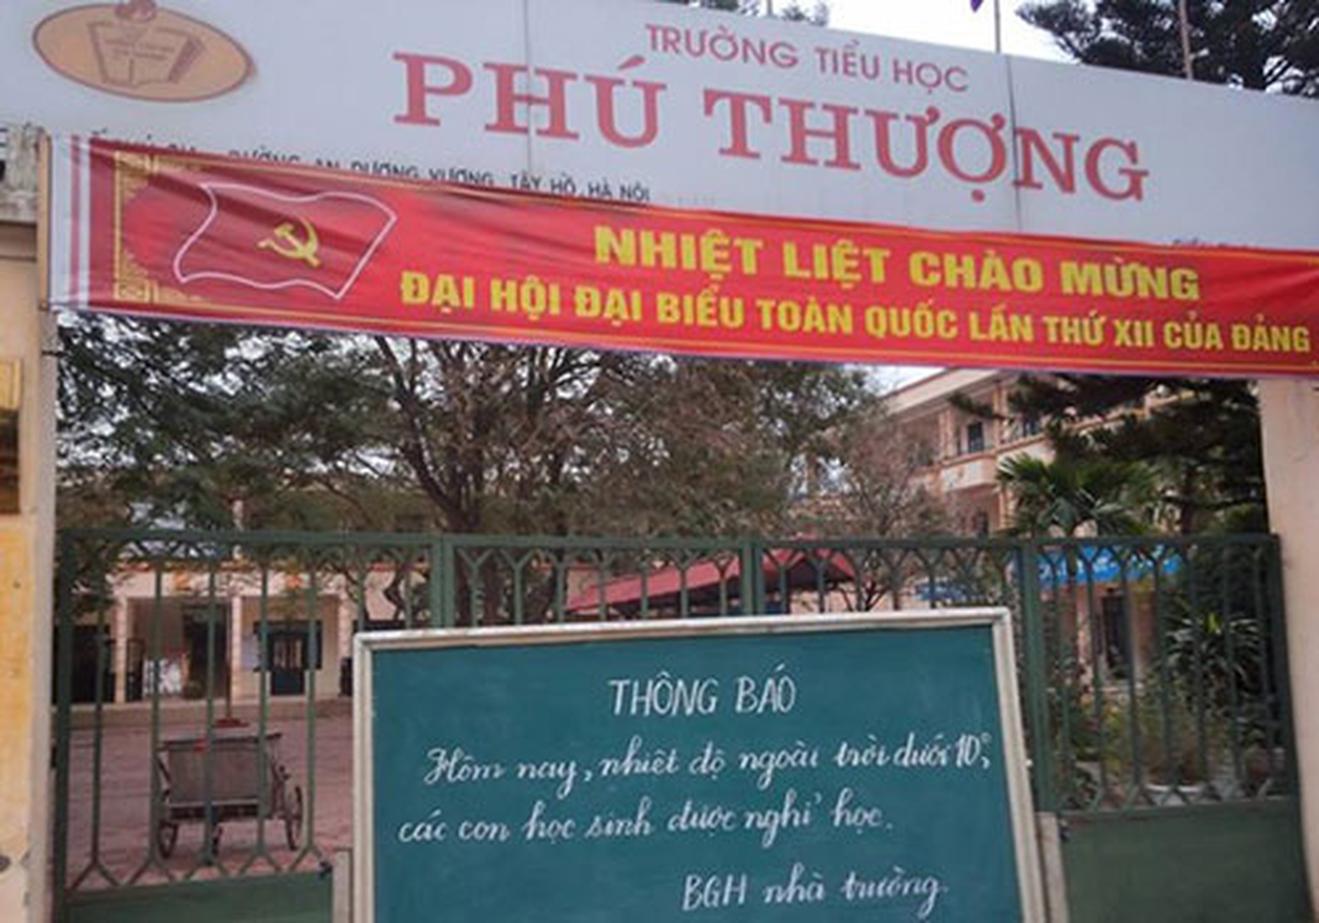 TRƯỜNG TIỂU HỌC
PHÚ THƯỢNG
ĐƯỜNG AN DƯƠNG VƯƠNG, TÂY HỒ, HÀ NỘI
NHIỆT LIỆT CHÀO MỪNG
ĐẠI HỘI ĐẠI BIỂU TOÀN QUỐC LẦN THỨ XII CỦA ĐẢNG
THÔNG BÁO
Hôm nay, nhiệt độ ngoài trời dưới 10°,
các con học sinh được nghỉ học.
BGH nhà trường.